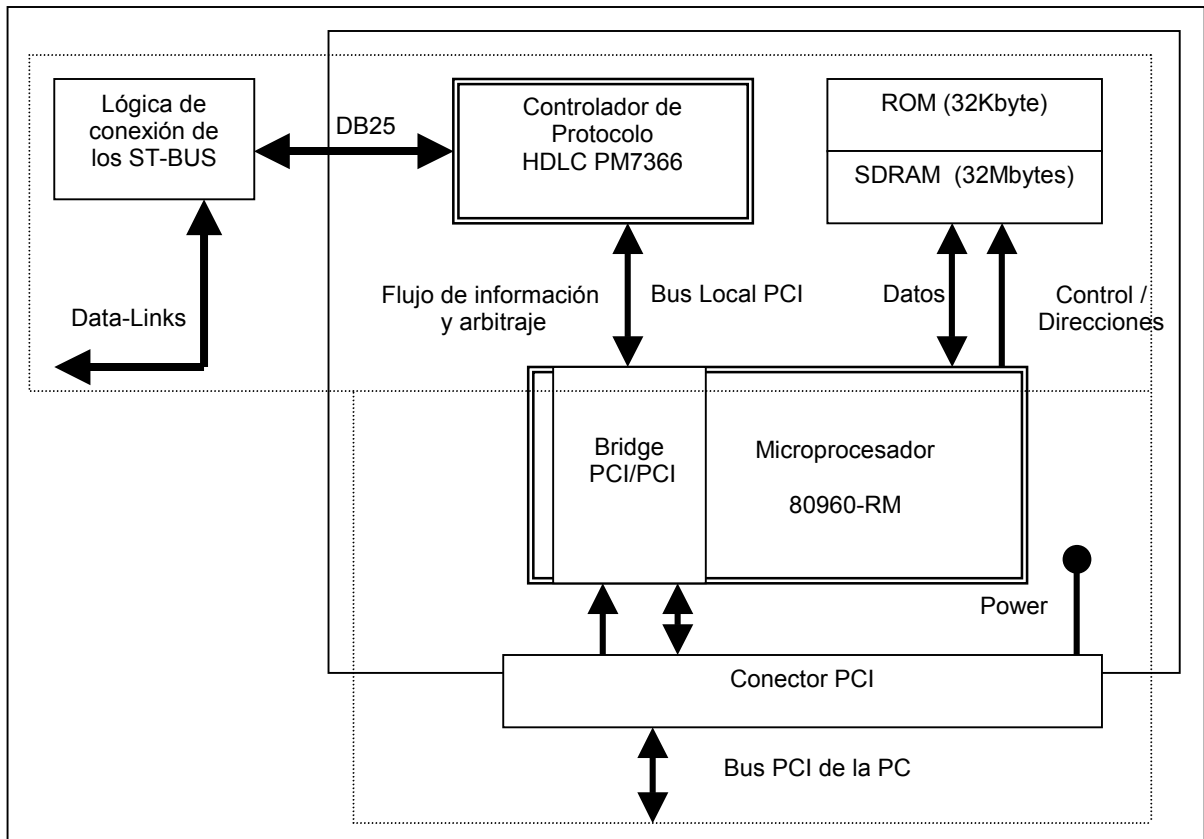 Lógica de
conexión de
los ST-BUS
DB25
Controlador de
Protocolo
HDLC PM7366
ROM (32Kbyte)
SDRAM (32Mbytes)
Data-Links
Flujo de información
y arbitraje
Bus Local PCI
Datos
Control /
Direcciones
Bridge
PCI/PCI
Microprocesador
80960-RM
Power
Conector PCI
Bus PCI de la PC